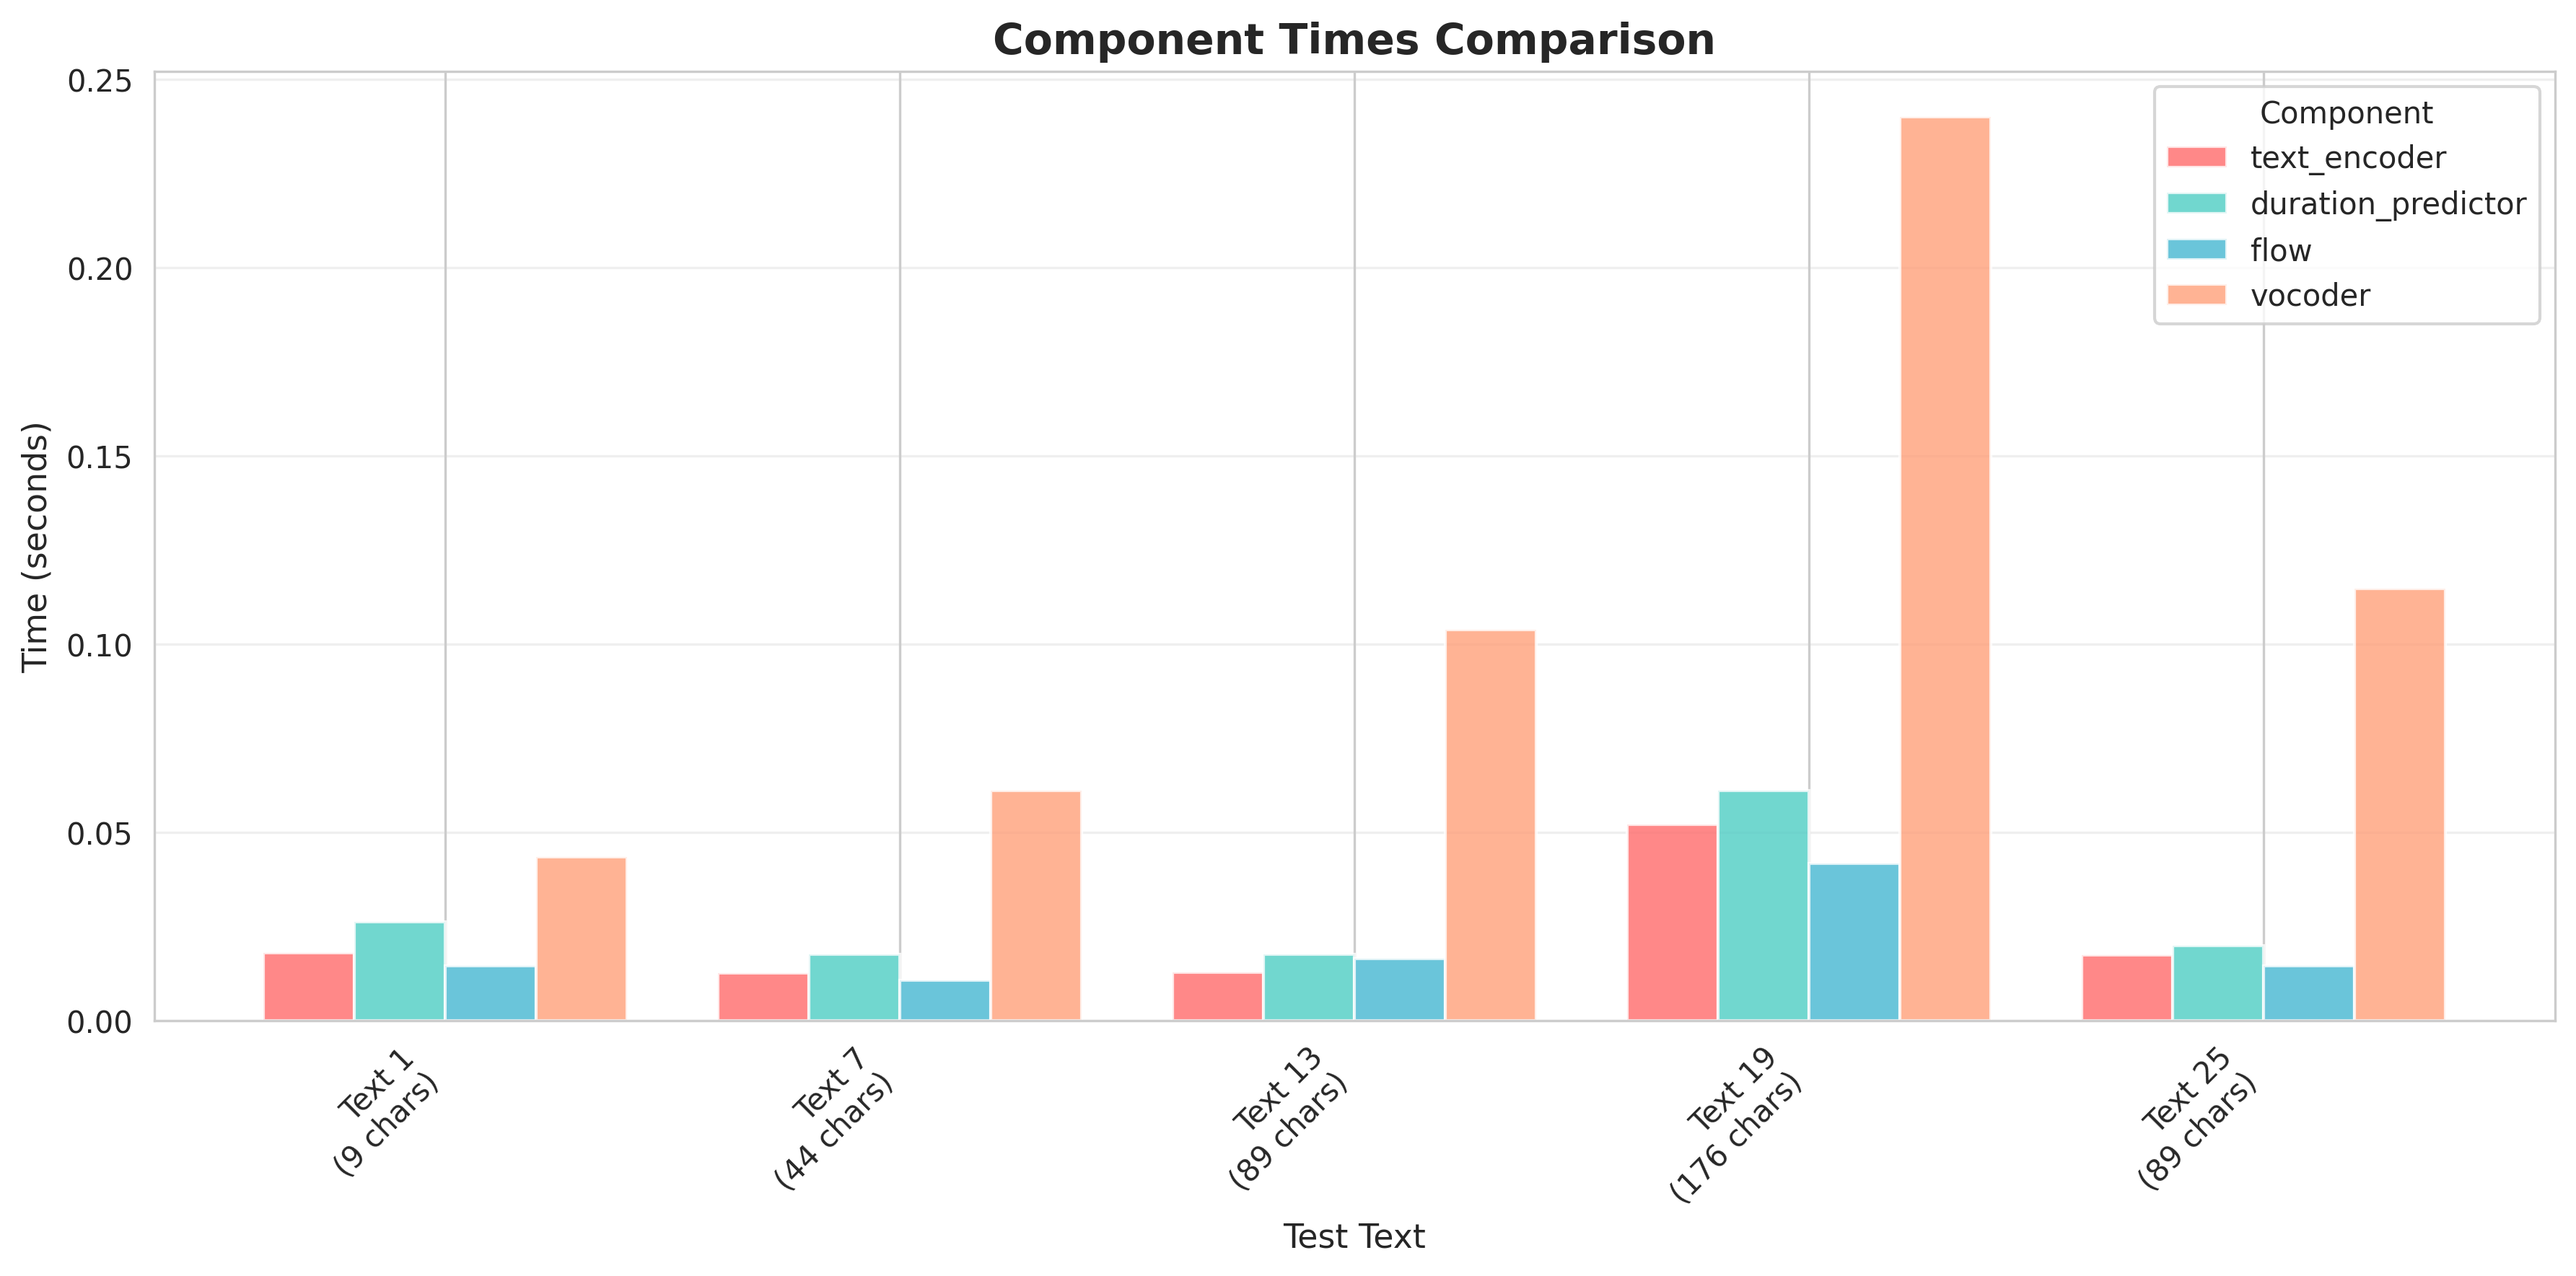 Component Times Comparison
0.25
0.20
0.15
0.10
0.05
0.00
Time (seconds)
Component
text_encoder
duration_predictor
flow
vocoder
Text 1
(9 chars)
Text 7
(44 chars)
Text 13
(89 chars)
Text 19
(176 chars)
Text 25
(89 chars)
Test Text